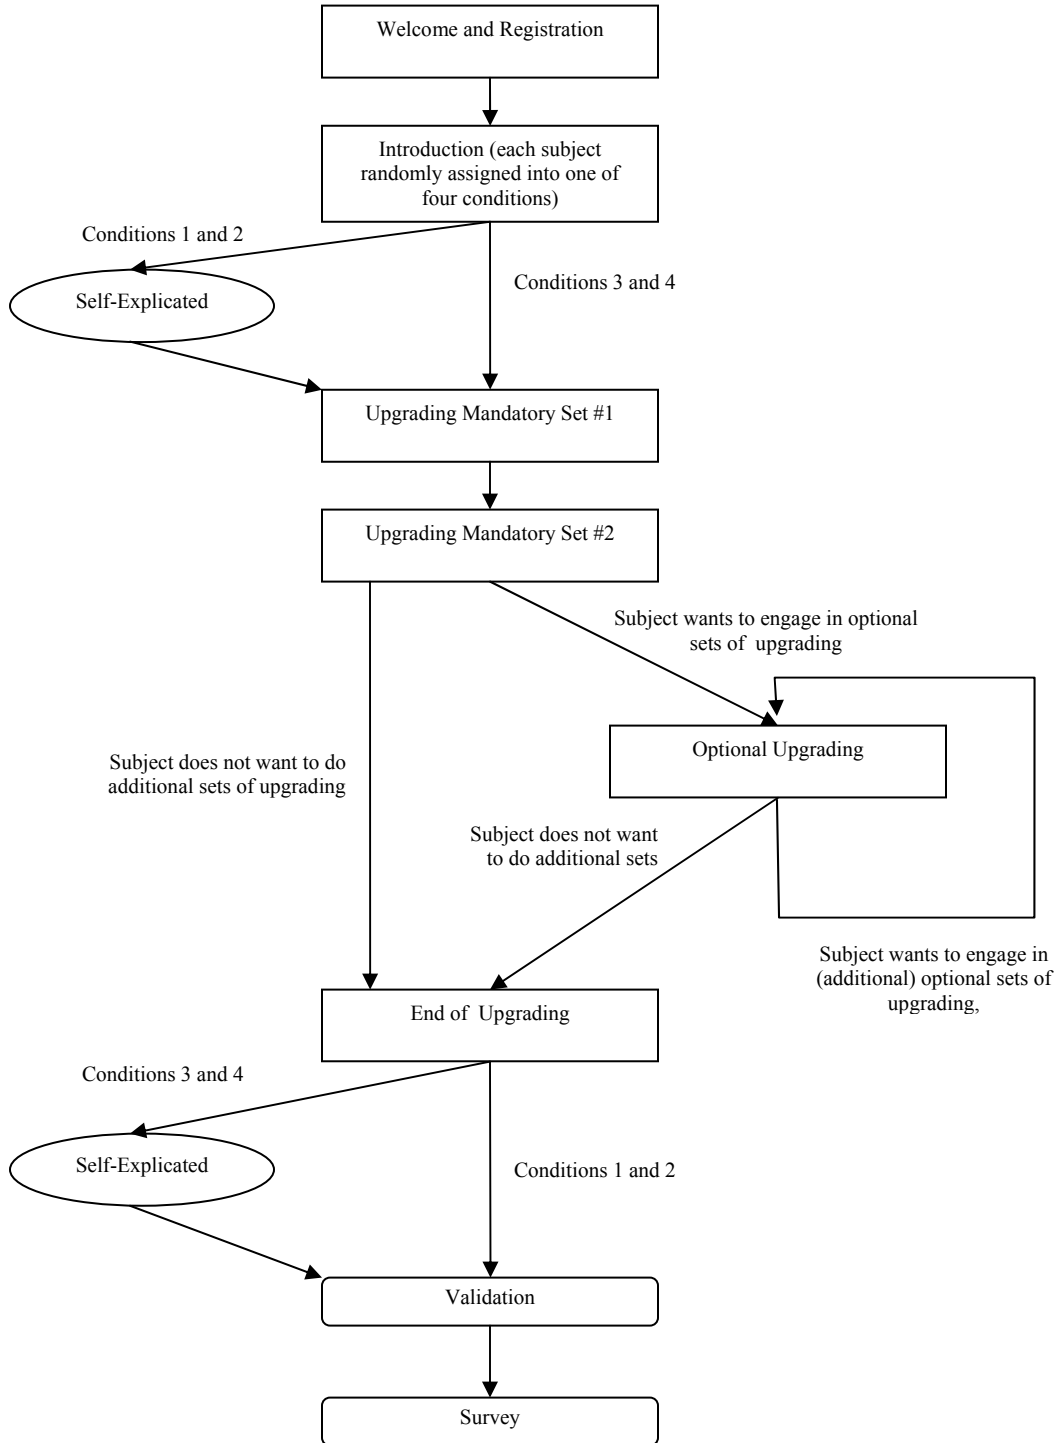 Welcome and Registration
Introduction (each subject
randomly assigned into one of
four conditions)
Conditions 1 and 2
Conditions 3 and 4
Self-Explicated
Upgrading Mandatory Set #1
Upgrading Mandatory Set #2
Subject wants to engage in optional
sets of upgrading
Optional Upgrading
Subject does not want to do
additional sets of upgrading
Subject does not want
to do additional sets
Subject wants to engage in
(additional) optional sets of
upgrading,
End of Upgrading
Conditions 3 and 4
Self-Explicated
Conditions 1 and 2
Validation
Survey